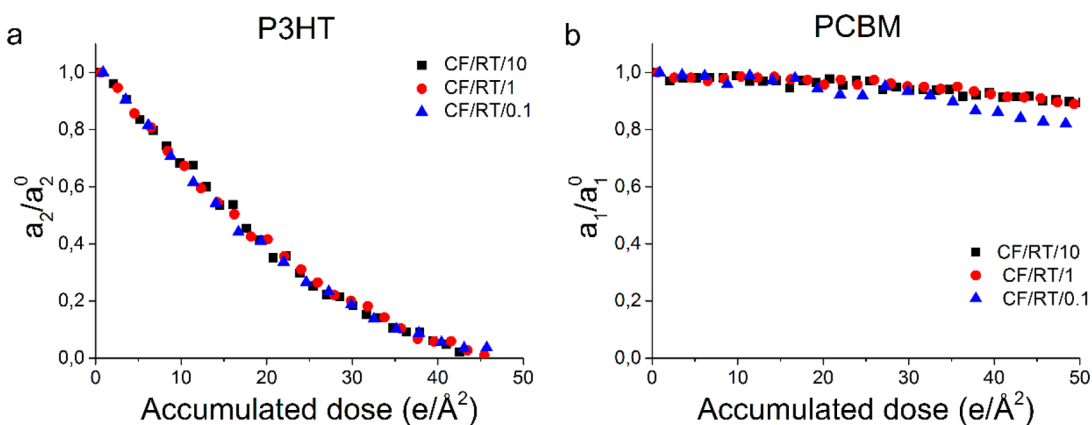 a
P3HT
CF/RT/10
CF/RT/1
CF/RT/0.1
1,0
0,8
0,6
0,4
0,2
0,0
a₂/a₂⁰
0 10 20 30 40 50
Accumulated dose (e/Å²)
b
PCBM
1,0
0,8
0,6
0,4
0,2
0,0
a₁/a₁⁰
CF/RT/10
CF/RT/1
CF/RT/0.1
0 10 20 30 40 50
Accumulated dose (e/Å²)